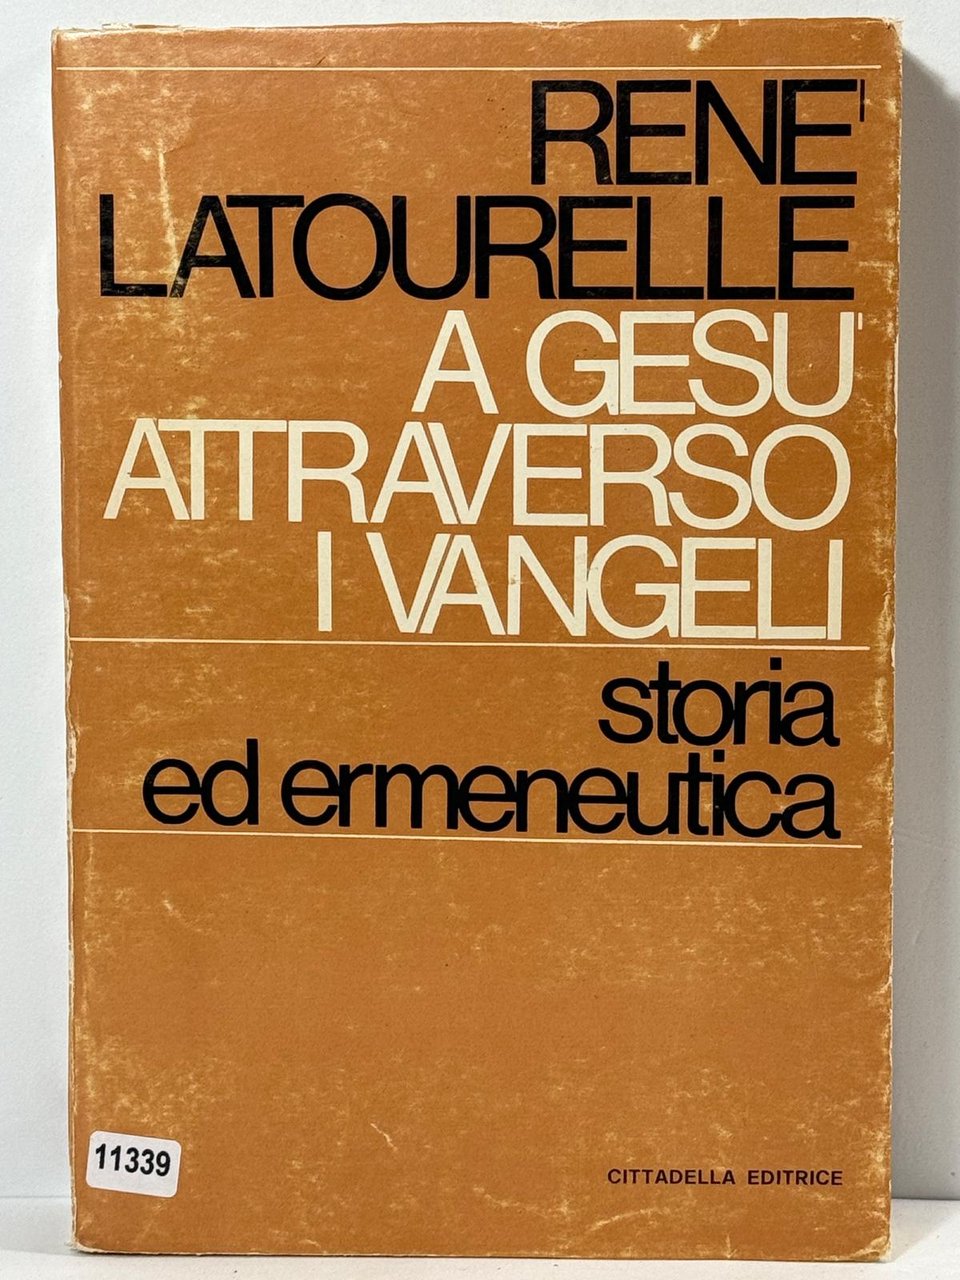 RENE'
LATOURELLE
A GESU'
ATTRAVERSO
I VANGELI
storia
ed ermeneutica
11339
CITTADELLA EDITRICE